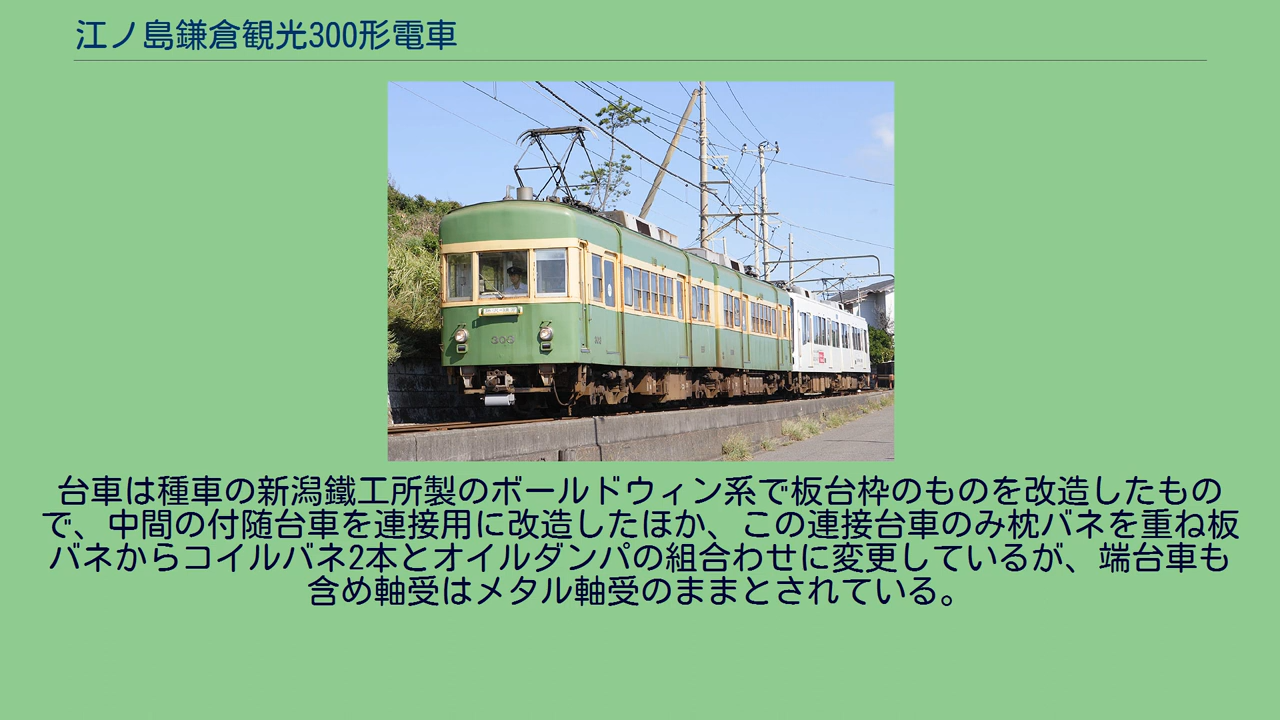 江ノ島鎌倉観光300形電車
305
台車は種車の新潟鐵工所製のボールドウィン系で板台枠のものを改造したもの
で、中間の付随台車を連接用に改造したほか、この連接台車のみ枕バネを重ね板
バネからコイルバネ2本とオイルダンパの組合わせに変更しているが、端台車も
含め軸受はメタル軸受のままとされている。